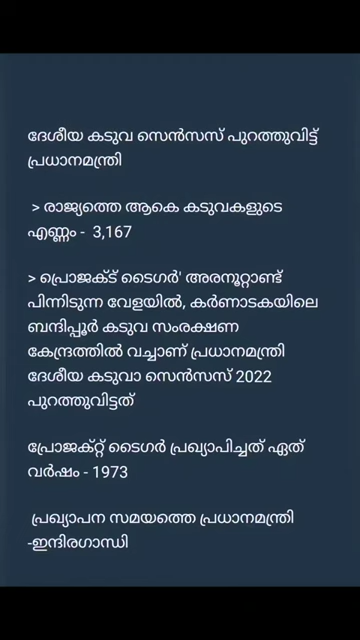 ദേശീയ കടുവ സെൻസസ് പുറത്തുവിട്ട്
പ്രധാനമന്ത്രി
> രാജ്യത്തെ ആകെ കടുവകളുടെ
എണ്ണം - 3,167
> പ്രൊജക്ട് ടൈഗർ' അരനൂറ്റാണ്ട്
പിന്നിടുന്ന വേളയിൽ, കർണാടകയിലെ
ബന്ദിപ്പൂർ കടുവ സംരക്ഷണ
കേന്ദ്രത്തിൽ വച്ചാണ് പ്രധാനമന്ത്രി
ദേശീയ കടുവാ സെൻസസ് 2022
പുറത്തുവിട്ടത്
പ്രോജക്റ്റ് ടൈഗർ പ്രഖ്യാപിച്ചത് ഏത്
വർഷം - 1973
പ്രഖ്യാപന സമയത്തെ പ്രധാനമന്ത്രി
-ഇന്ദിരഗാന്ധി